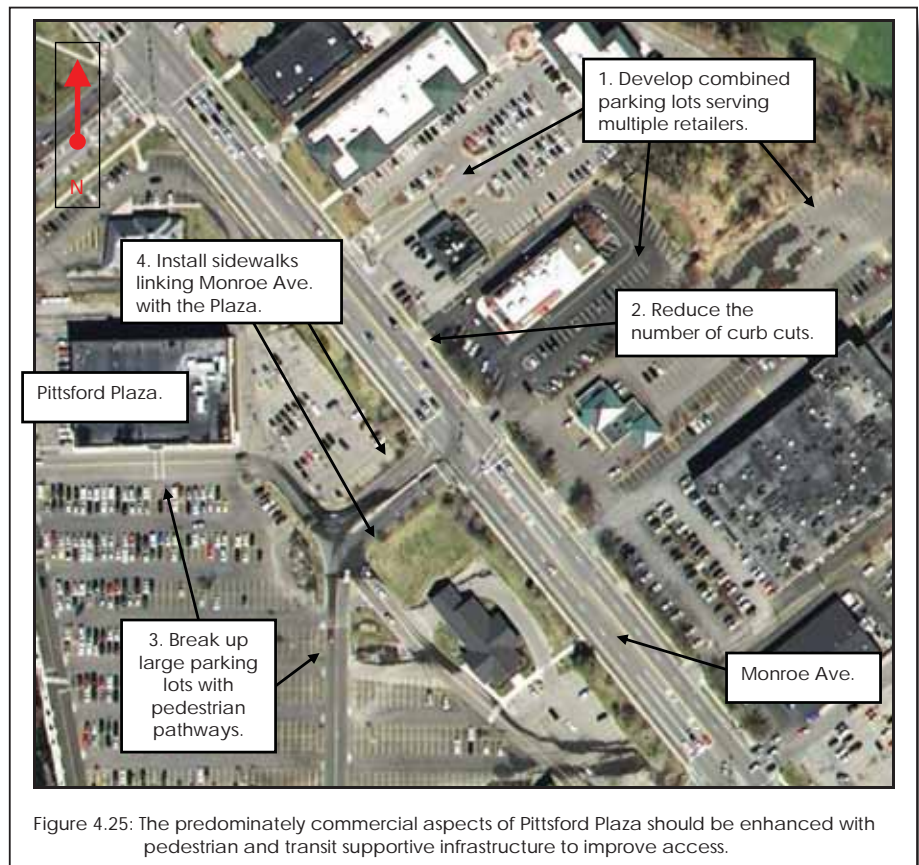 N
1. Develop combined
parking lots serving
multiple retailers.
4. Install sidewalks
linking Monroe Ave.
with the Plaza.
2. Reduce the
number of curb cuts.
Pittsford Plaza.
3. Break up
large parking
lots with
pedestrian
pathways.
Monroe Ave.
Figure 4.25: The predominately commercial aspects of Pittsford Plaza should be enhanced with
pedestrian and transit supportive infrastructure to improve access.